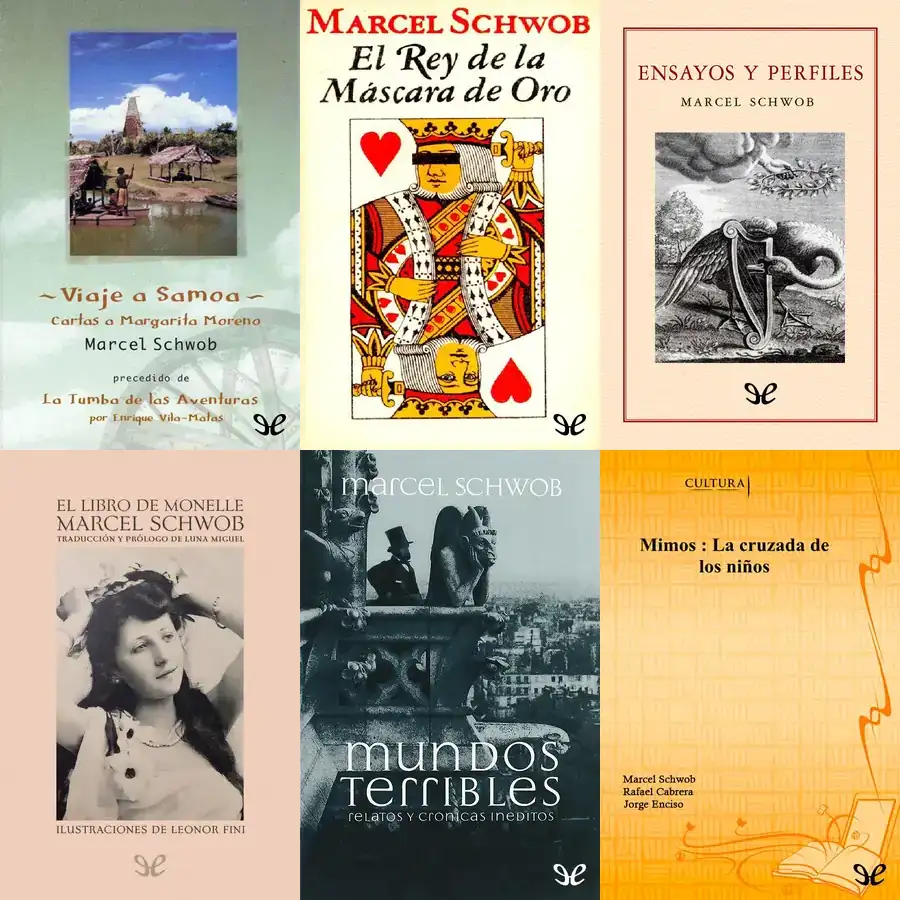 ~ Viaje a Samoa ~
Cartas a Margarita Moreno
Marcel Schwob
precedido de
La Tumba de las Aventuras
por Enrique Vila-Matas
MARCEL SCHWOB
El Rey de la
Máscara de Oro
ENSAYOS Y PERFILES
MARCEL SCHWOB
EL LIBRO DE MONELLE
MARCEL SCHWOB
TRADUCCIÓN Y PRÓLOGO DE LUNA MIGUEL
ILUSTRACIONES DE LEONOR FINI
marcel SCHWOB
mundos
Terribles
relatos y crónicas inéditos
CULTURA
Mimos : La cruzada de
los niños
Marcel Schwob
Rafael Cabrera
Jorge Enciso